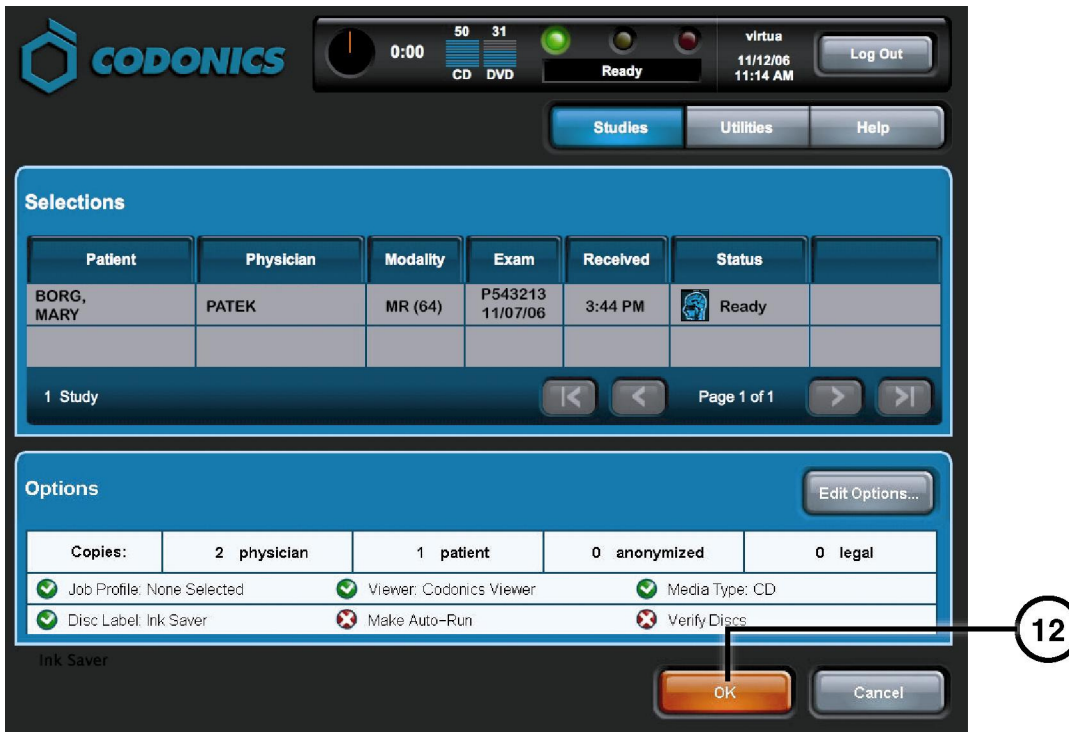 CODONICS
0:00
50 31
CD DVD
Ready
virtua
11/12/06
11:14 AM
Log Out
Studies Utilities Help
Selections
Patient Physician Modality Exam Received Status
BORG,
MARY
PATEK MR (64)
P543213
11/07/06
3:44 PM Ready
1 Study Page 1 of 1
Options Edit Options...
Copies: 2 physician 1 patient 0 anonymized 0 legal
Job Profile: None Selected Viewer: Codonics Viewer Media Type: CD
Disc Label: Ink Saver Make Auto-Run Verify Discs
Ink Saver
OK Cancel
12